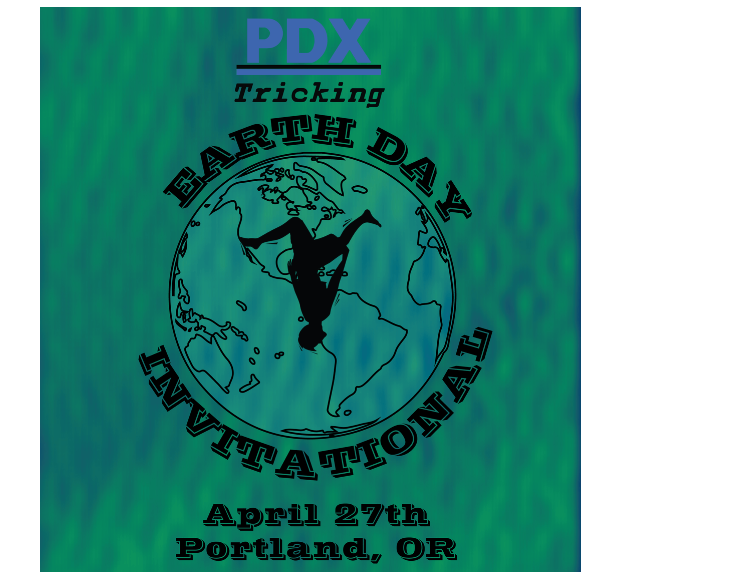 PDX
Tricking
EARTH DAY
INVITATIONAL
April 27th
Portland, OR